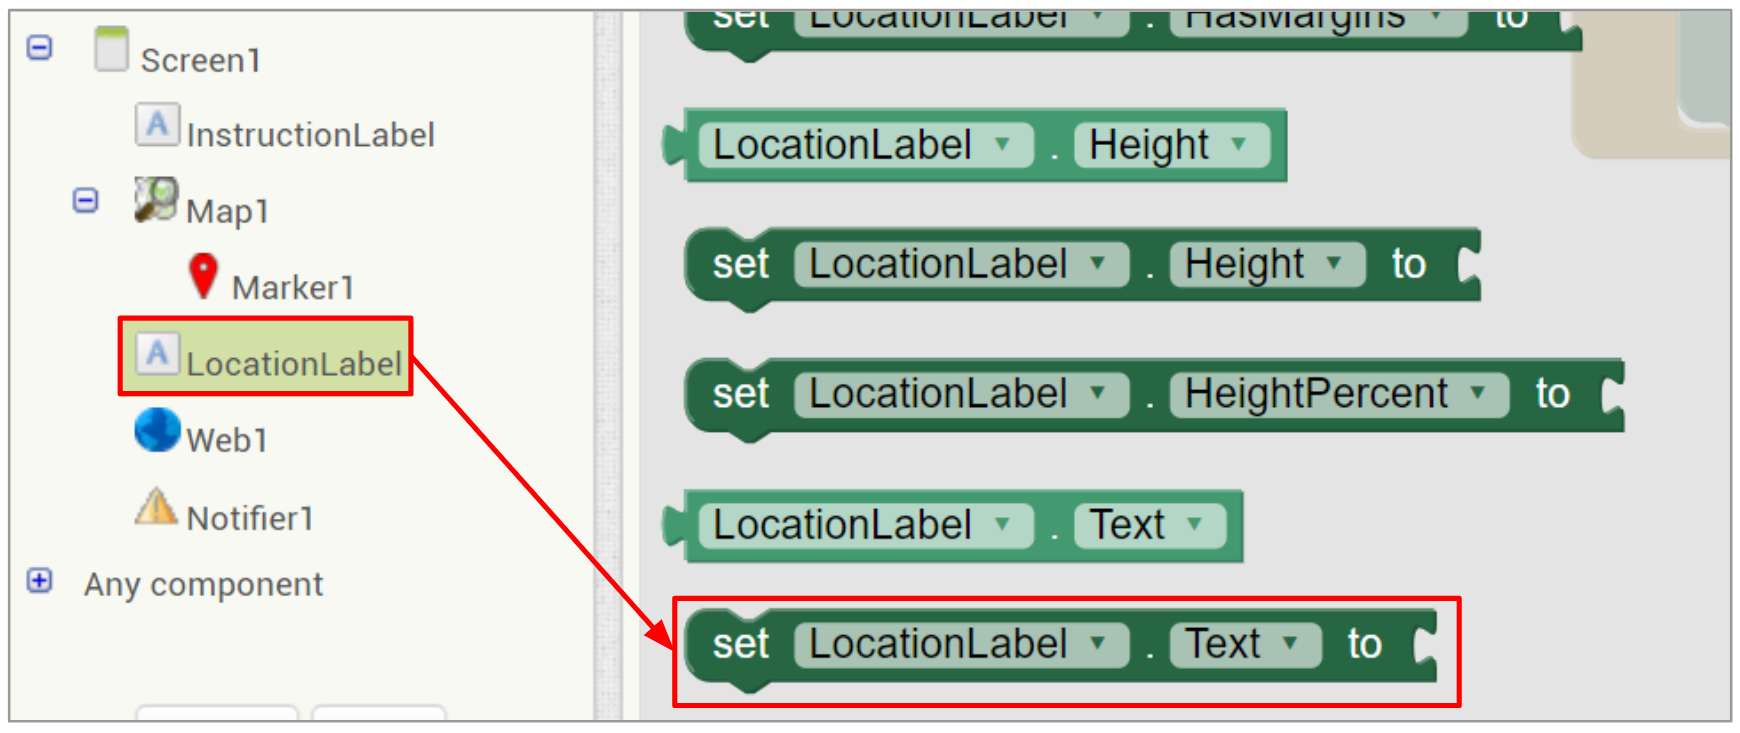 Screen1
InstructionLabel
Map1
Marker1
LocationLabel
Web1
Notifier1
Any component
set LocationLabel . HasMargins to
LocationLabel . Height
set LocationLabel . Height to
set LocationLabel . HeightPercent to
LocationLabel . Text
set LocationLabel . Text to